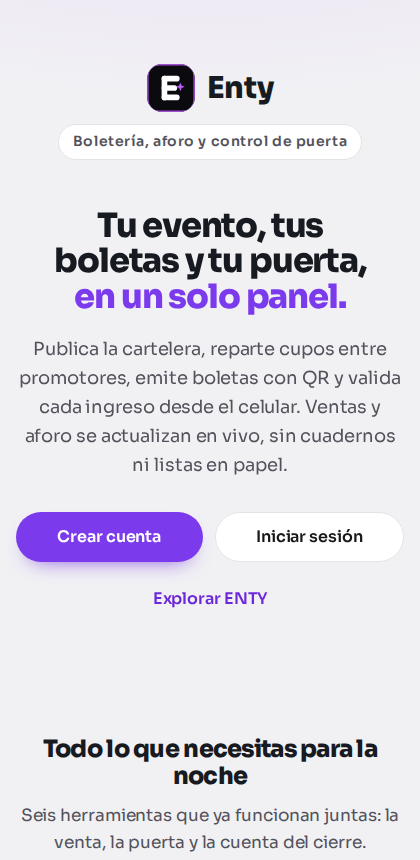 Enty
Boletería, aforo y control de puerta
Tu evento, tus
boletas y tu puerta,
en un solo panel.
Publica la cartelera, reparte cupos entre
promotores, emite boletas con QR y valida
cada ingreso desde el celular. Ventas y
aforo se actualizan en vivo, sin cuadernos
ni listas en papel.
Crear cuenta
Iniciar sesión
Explorar ENTY
Todo lo que necesitas para la
noche
Seis herramientas que ya funcionan juntas: la
venta, la puerta y la cuenta del cierre.